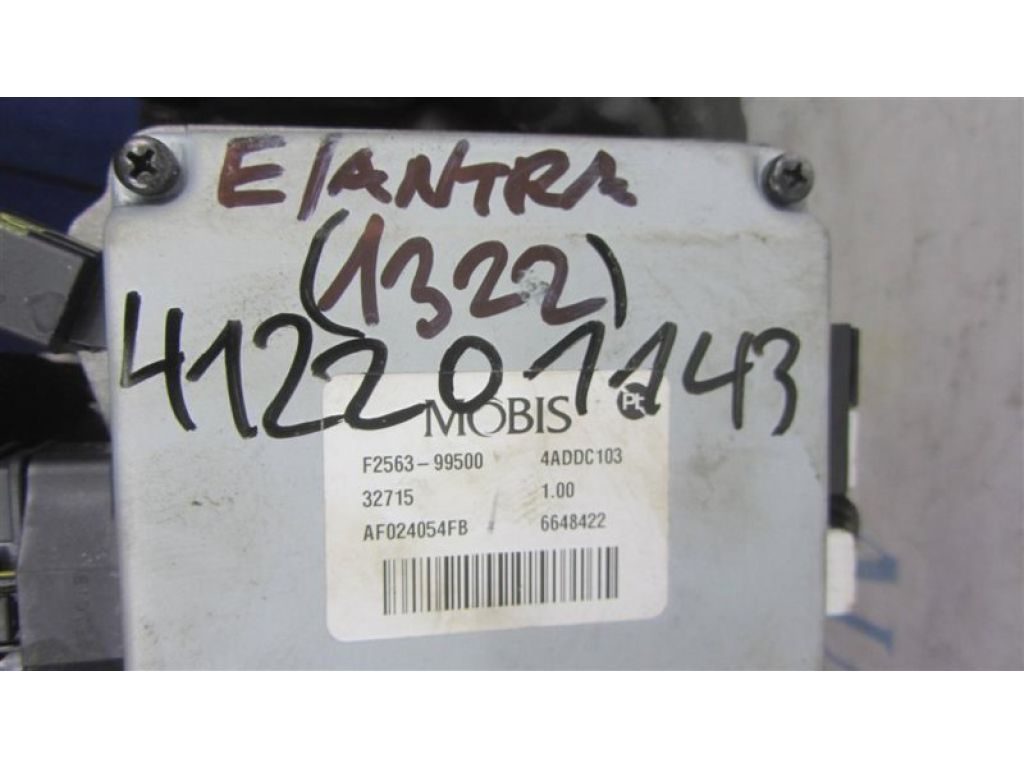 ElANTRA
(1322)
412201143
MOBIS
F2563-99500 4ADDC103
32715 1.00
AF024054FB 6648422